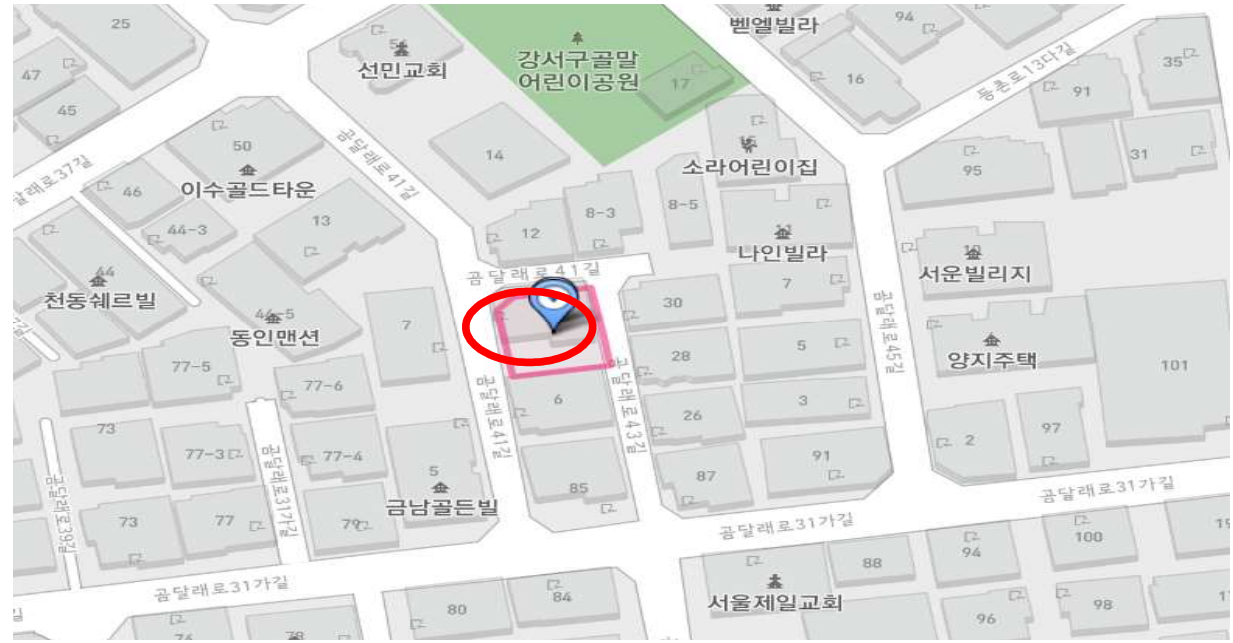 25
선민교회
강서구골말
어린이공원
17
벧엘빌라
94
16
등촌로13다길
35
91
47
45
50
이수골드타운
곰달래로41길
14
소라어린이집
95
31
달래로37길
46
44-3
13
12
8-3
8-5
나인빌라
서운빌리지
곰달래로41길
44
천동쉐르빌
44-5
동인맨션
7
30
7
곰달래로45길
양지주택
101
77-5
77-6
28
5
곰달래로43길
곰달래로41길
6
26
3
73
77-3
77-4
곰달래로31가길
5
금남골든빌
85
87
91
2
97
곰달래로39길
73
77
79
곰달래로31가길
곰달래로31가길
곰달래로31가길
94
100
88
서울제일교회
80
84
96
98
76
78